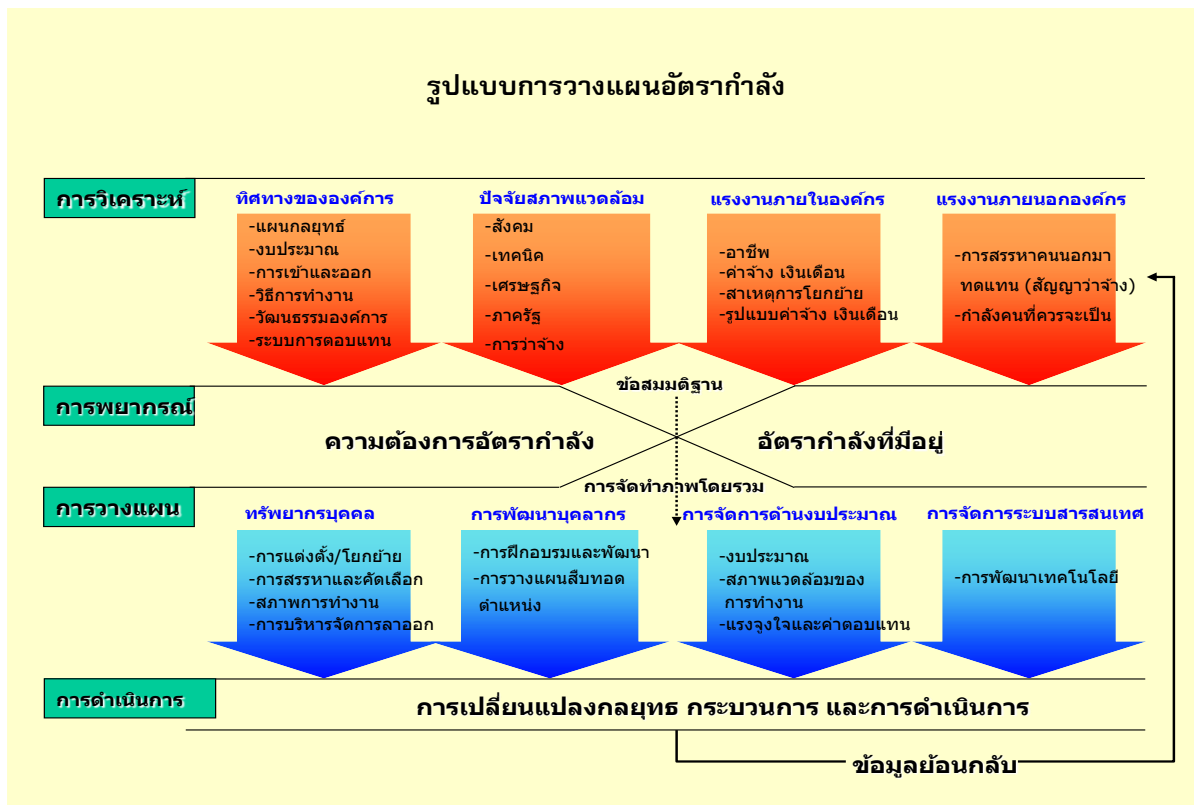 รูปแบบการวางแผนอัตรากำลัง
การวิเคราะห์
ทิศทางขององค์การ
-แผนกลยุทธ์
-งบประมาณ
-การเข้าและออก
-วิธีการทำงาน
-วัฒนธรรมองค์การ
-ระบบการตอบแทน
ปัจจัยสภาพแวดล้อม
-สังคม
-เทคนิค
-เศรษฐกิจ
-ภาครัฐ
-การว่าจ้าง
แรงงานภายในองค์กร
-อาชีพ
-ค่าจ้าง เงินเดือน
-สาเหตุการโยกย้าย
-รูปแบบค่าจ้าง เงินเดือน
แรงงานภายนอกองค์กร
-การสรรหาคนนอกมา
ทดแทน (สัญญาว่าจ้าง)
-กำลังคนที่ควรจะเป็น
การพยากรณ์
ข้อสมมติฐาน
ความต้องการอัตรากำลัง
อัตรากำลังที่มีอยู่
การจัดทำภาพโดยรวม
การวางแผน
ทรัพยากรบุคคล
-การแต่งตั้ง/โยกย้าย
-การสรรหาและคัดเลือก
-สภาพการทำงาน
-การบริหารจัดการลาออก
การพัฒนาบุคลากร
-การฝึกอบรมและพัฒนา
-การวางแผนสืบทอด
ตำแหน่ง
การจัดการด้านงบประมาณ
-งบประมาณ
-สภาพแวดล้อมของ
การทำงาน
-แรงจูงใจและค่าตอบแทน
การจัดการระบบสารสนเทศ
-การพัฒนาเทคโนโลยี
การดำเนินการ
การเปลี่ยนแปลงกลยุทธ กระบวนการ และการดำเนินการ
ข้อมูลย้อนกลับ